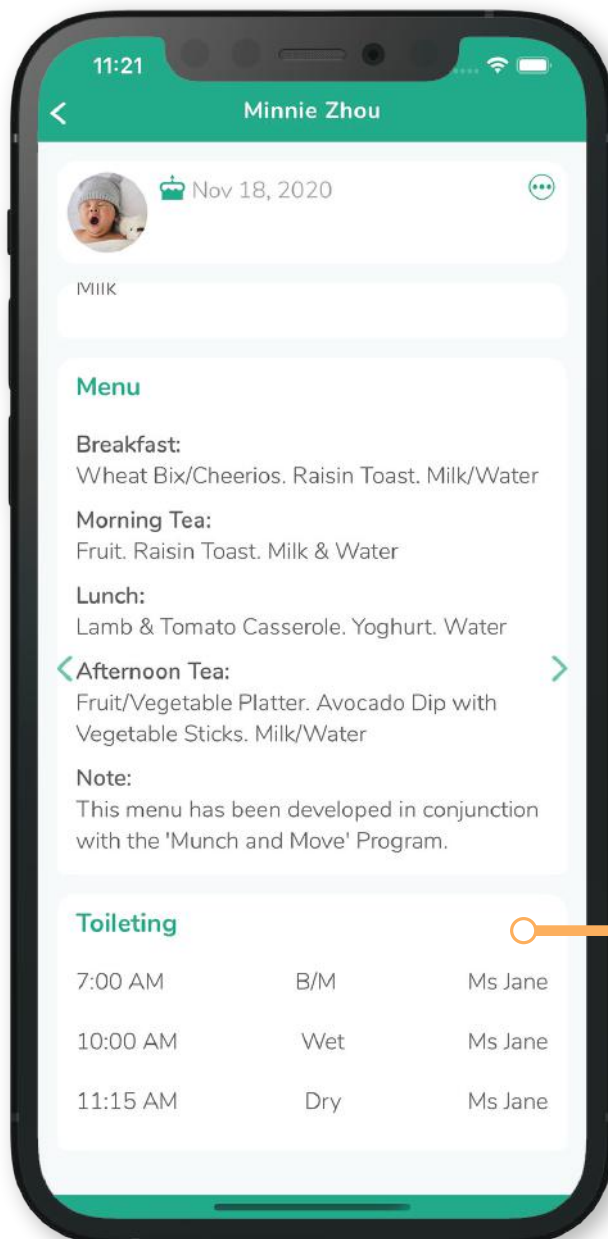 11:21
Minnie Zhou
Nov 18, 2020
Milk
Menu
Breakfast:
Wheat Bix/Cheerios. Raisin Toast. Milk/Water
Morning Tea:
Fruit. Raisin Toast. Milk & Water
Lunch:
Lamb & Tomato Casserole. Yoghurt. Water
Afternoon Tea:
Fruit/Vegetable Platter. Avocado Dip with
Vegetable Sticks. Milk/Water
Note:
This menu has been developed in conjunction
with the 'Munch and Move' Program.
Toileting
7:00 AM B/M Ms Jane
10:00 AM Wet Ms Jane
11:15 AM Dry Ms Jane